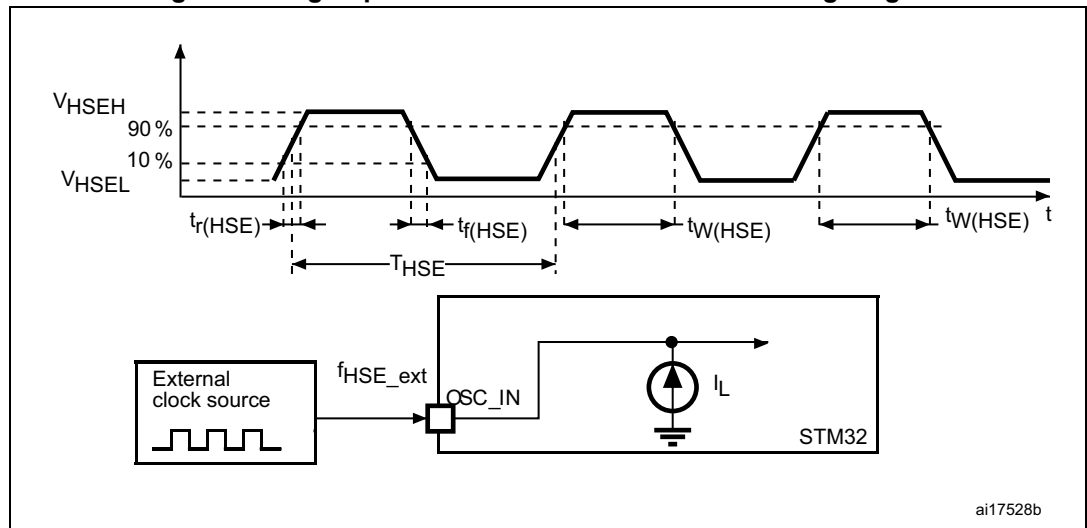 VHSEH
90 %
10 %
VHSEL
tr(HSE)
tf(HSE)
tW(HSE)
tW(HSE)
t
THSE
External
clock source
fHSE_ext
OSC_IN
IL
STM32
ai17528b